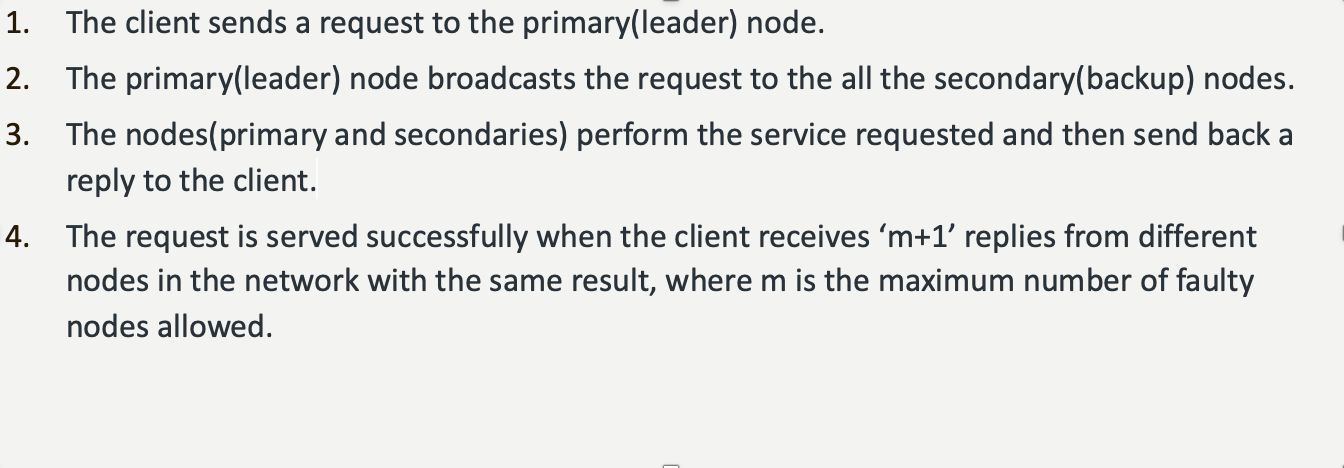 1. The client sends a request to the primary(leader) node.
2. The primary(leader) node broadcasts the request to the all the secondary(backup) nodes.
3. The nodes(primary and secondaries) perform the service requested and then send back a
reply to the client.
4. The request is served successfully when the client receives ‘m+1’ replies from different
nodes in the network with the same result, where m is the maximum number of faulty
nodes allowed.